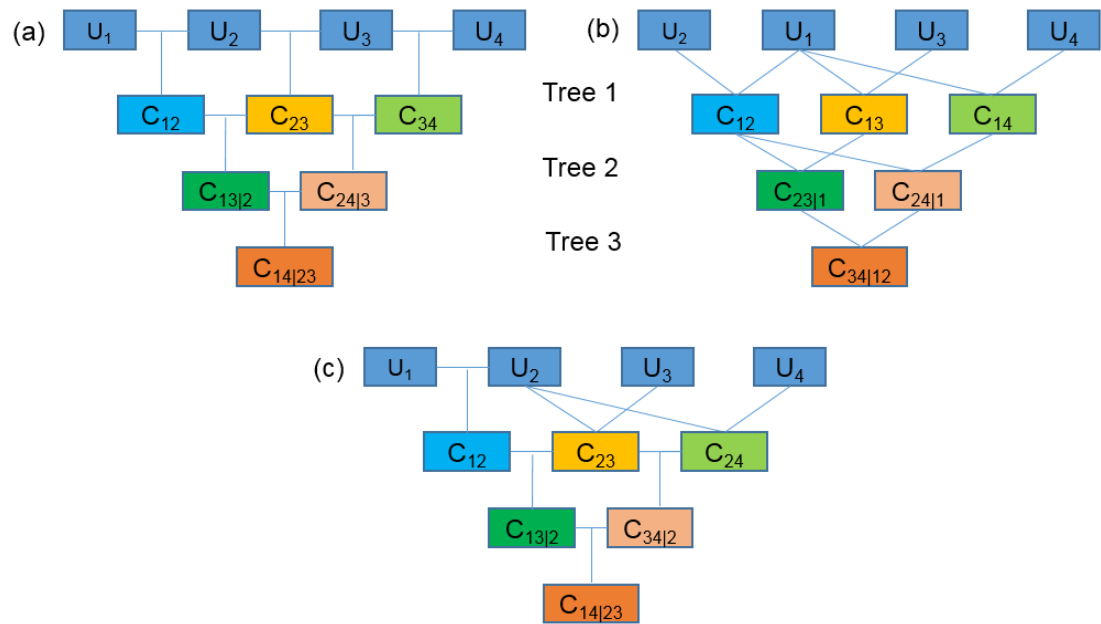 (a) U₁ U₂ U₃ U₄
C₁₂ C₂₃ C₃₄
C₁₃|₂ C₂₄|₃
C₁₄|₂₃
(b) U₂ U₁ U₃ U₄
Tree 1
C₁₂ C₁₃ C₁₄
Tree 2
C₂₃|₁ C₂₄|₁
Tree 3
C₃₄|₁₂
(c) U₁ U₂ U₃ U₄
C₁₂ C₂₃ C₂₄
C₁₃|₂ C₃₄|₂
C₁₄|₂₃